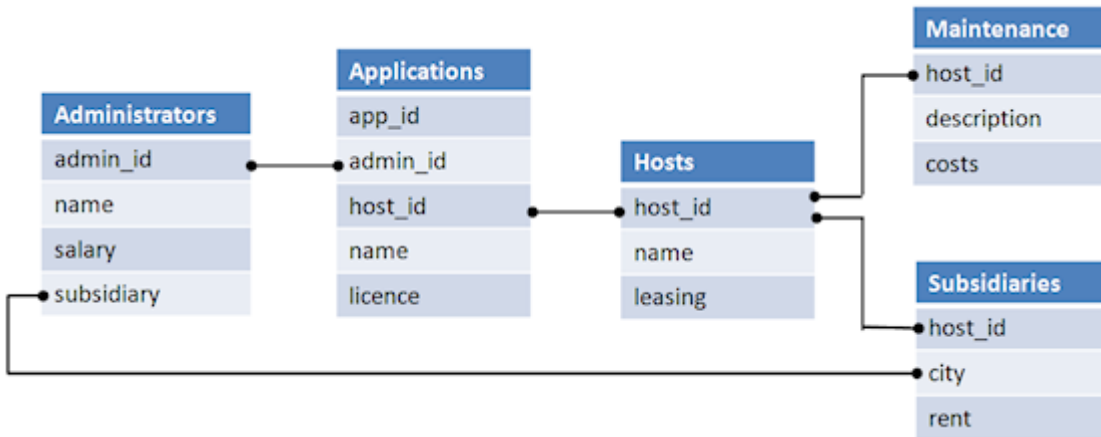 Administrators
admin_id
name
salary
subsidiary
Applications
app_id
admin_id
host_id
name
licence
Hosts
host_id
name
leasing
Maintenance
host_id
description
costs
Subsidiaries
host_id
city
rent